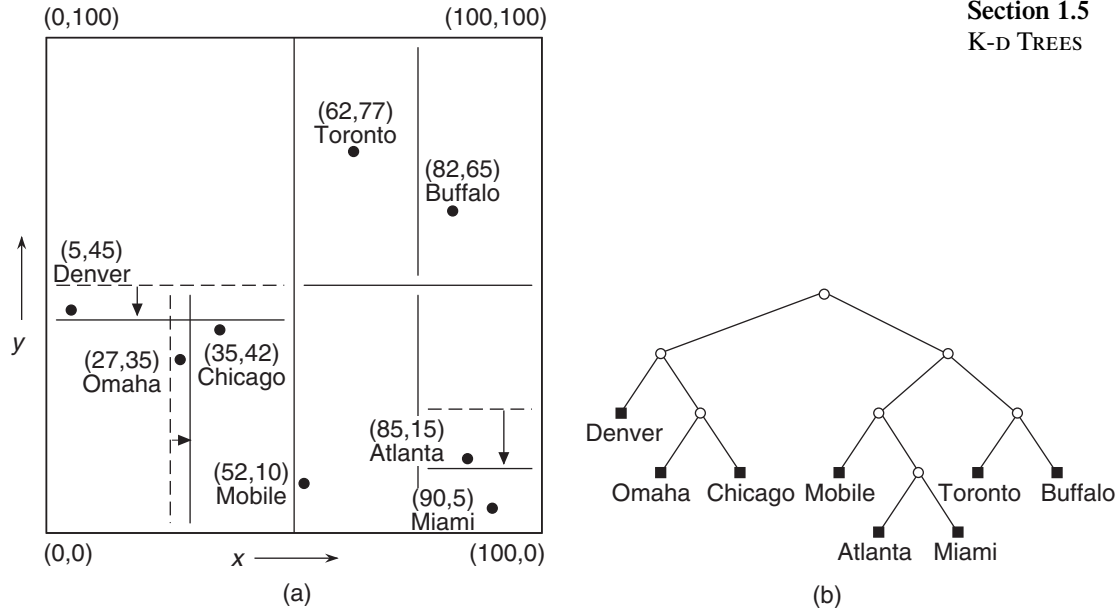 Section 1.5
K-D TREES
(0,100)
(100,100)
(62,77)
Toronto
(82,65)
Buffalo
(5,45)
Denver
y
(27,35)
Omaha
(35,42)
Chicago
(85,15)
Atlanta
(52,10)
Mobile
(90,5)
Miami
(0,0)
x
(100,0)
(a)
Denver
Omaha
Chicago
Mobile
Toronto
Buffalo
Atlanta
Miami
(b)